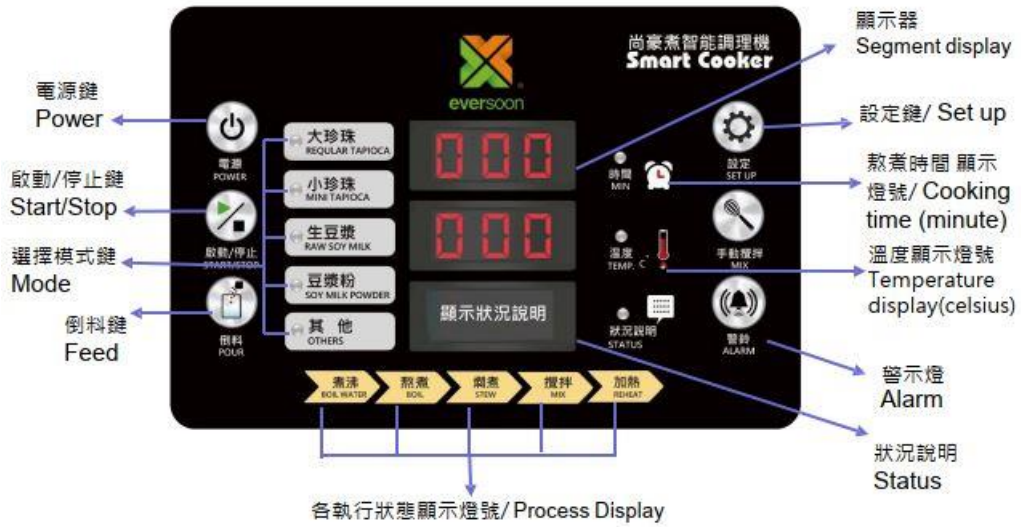 電源鍵
Power
啟動/停止鍵
Start/Stop
選擇模式鍵
Mode
倒料鍵
Feed
eversoon
尚豪煮智能調理機
Smart Cooker
電源
POWER
啟動/停止
START/STOP
倒料
POUR
大珍珠
REQULAR TAPIOCA
小珍珠
MINI TAPIOCA
生豆漿
RAW SOY MILK
豆漿粉
SOY MILK POWDER
其 他
OTHERS
000
000
顯示狀況說明
時間
MIN
溫度
TEMP. C
狀況說明
STATUS
設定
SET UP
手動攪拌
MIX
警鈴
ALARM
煮沸
BOIL WATER
熬煮
BOIL
燜煮
STEW
攪拌
MIX
加熱
REHEAT
顯示器
Segment display
設定鍵/ Set up
熬煮時間 顯示
燈號/ Cooking
time (minute)
溫度顯示燈號
Temperature
display(celsius)
警示燈
Alarm
狀況說明
Status
各執行狀態顯示燈號/ Process Display